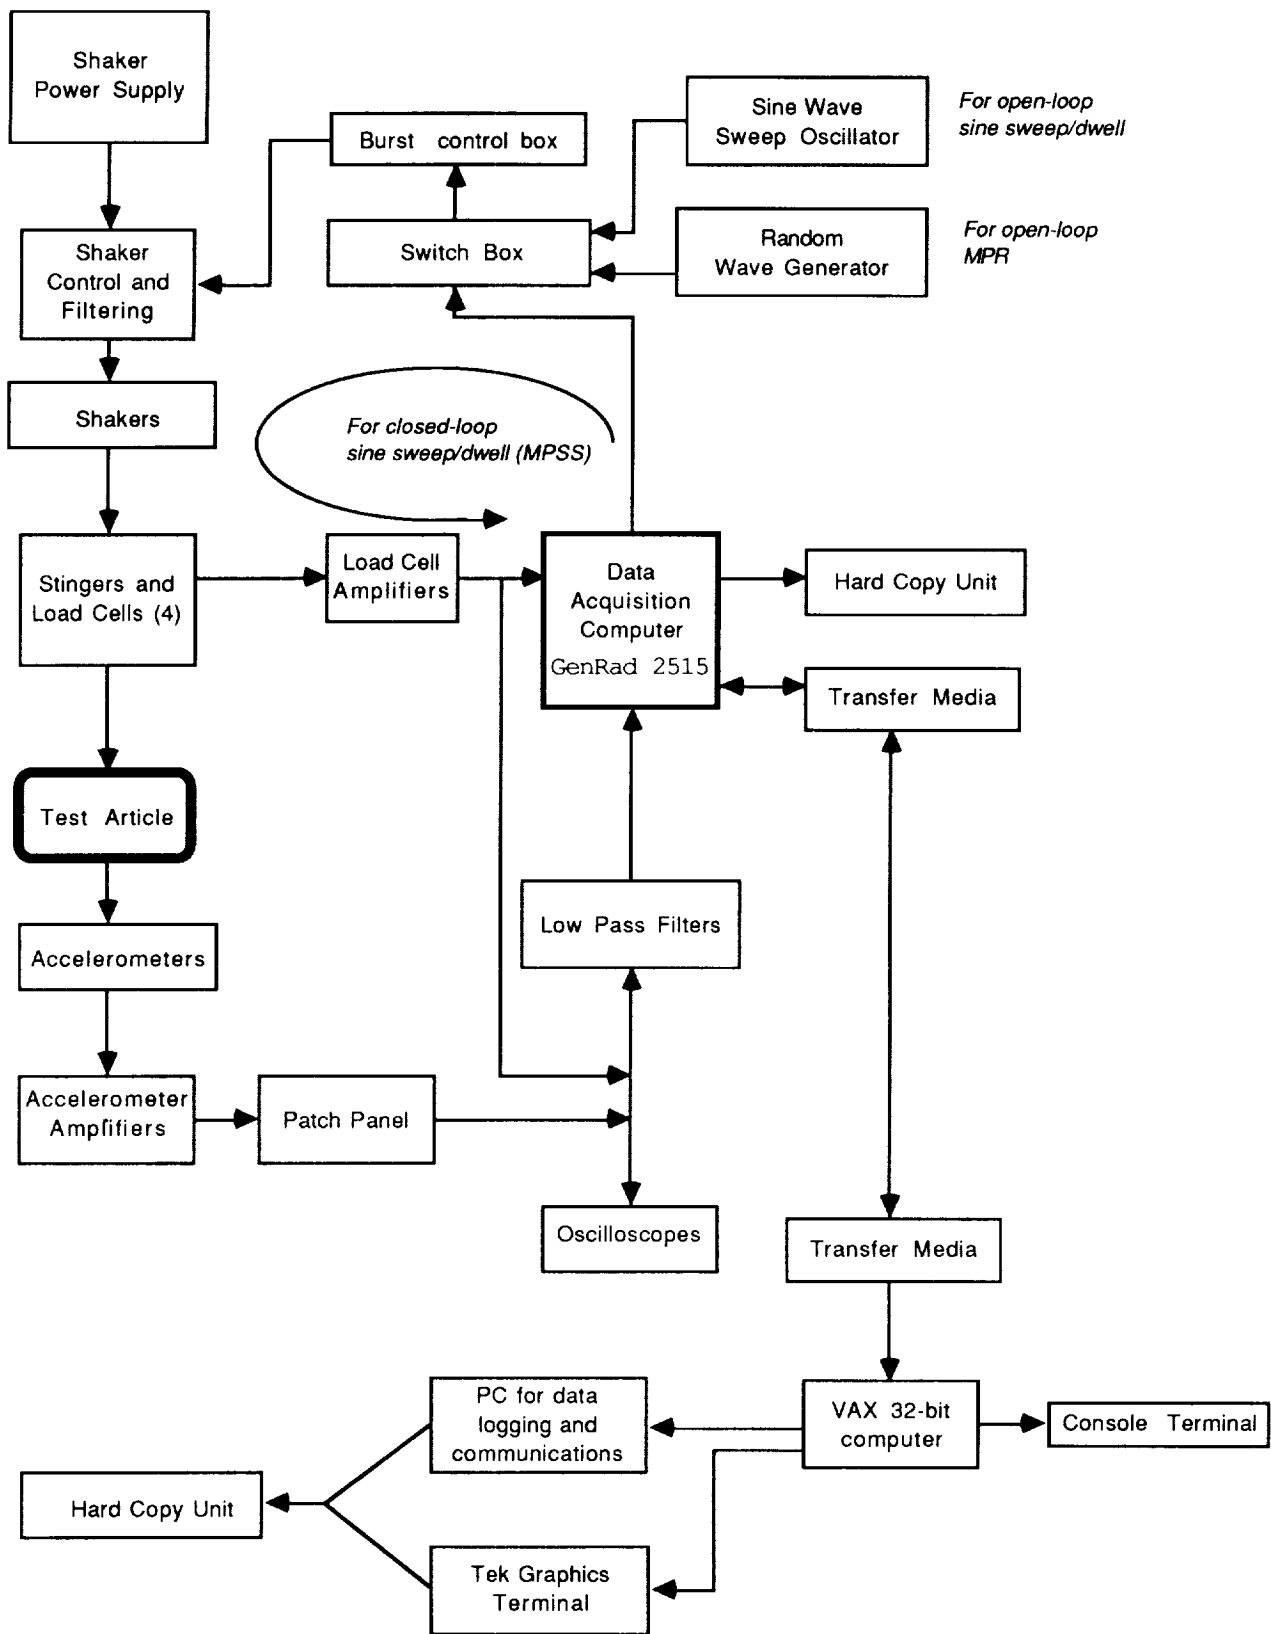 Shaker
Power Supply
Sine Wave
Sweep Oscillator
For open-loop
sine sweep/dwell
Burst control box
Shaker
Control and
Filtering
Switch Box
Random
Wave Generator
For open-loop
MPR
Shakers
For closed-loop
sine sweep/dwell (MPSS)
Stingers and
Load Cells (4)
Load Cell
Amplifiers
Data
Acquisition
Computer
GenRad 2515
Hard Copy Unit
Transfer Media
Test Article
Low Pass Filters
Accelerometers
Accelerometer
Amplifiers
Patch Panel
Oscilloscopes
Transfer Media
PC for data
logging and
communications
VAX 32-bit
computer
Console Terminal
Hard Copy Unit
Tek Graphics
Terminal